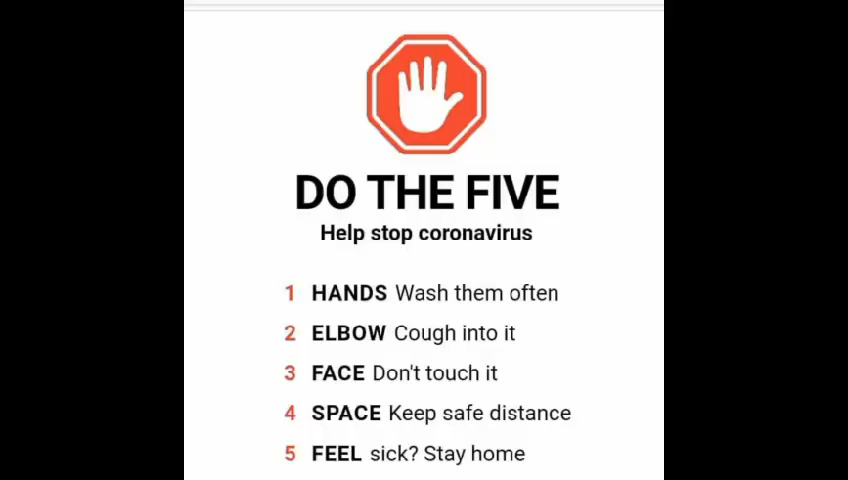 DO THE FIVE
Help stop coronavirus
1 HANDS Wash them often
2 ELBOW Cough into it
3 FACE Don't touch it
4 SPACE Keep safe distance
5 FEEL sick? Stay home